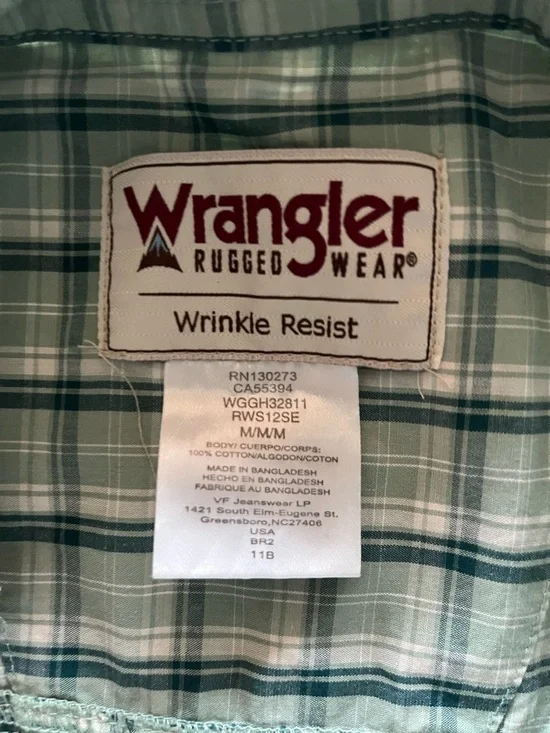 Wrangler
RUGGED WEAR®
Wrinkle Resist
RN130273
CA55394
WGGH32811
RWS12SE
M/M/M
BODY/ CUERPO/CORPS:
100% COTTON/ALGODON/COTON
MADE IN BANGLADESH
HECHO EN BANGLADESH
FABRIQUE AU BANGLADESH
VF Jeanswear LP
1421 South Elm-Eugene St.
Greensboro,NC27406
USA
BR2
11B